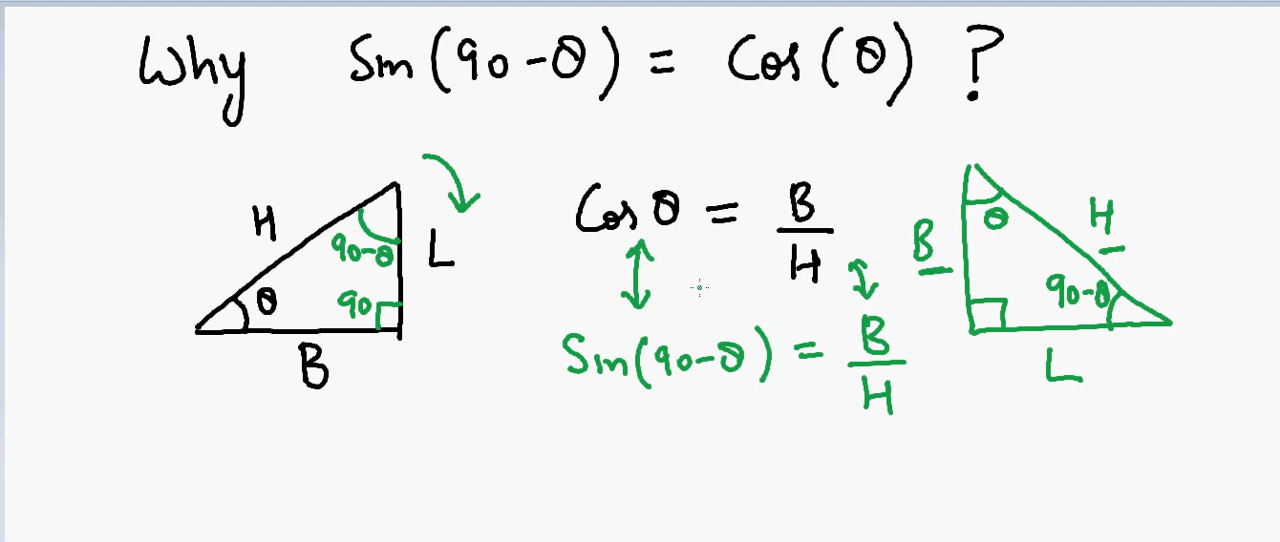 Why Sin(90-θ) = Cos(θ) ?
H
90-θ
L
θ
90
B
Cos θ = B/H
Sin(90-θ) = B/H
θ
H
B
90-θ
L